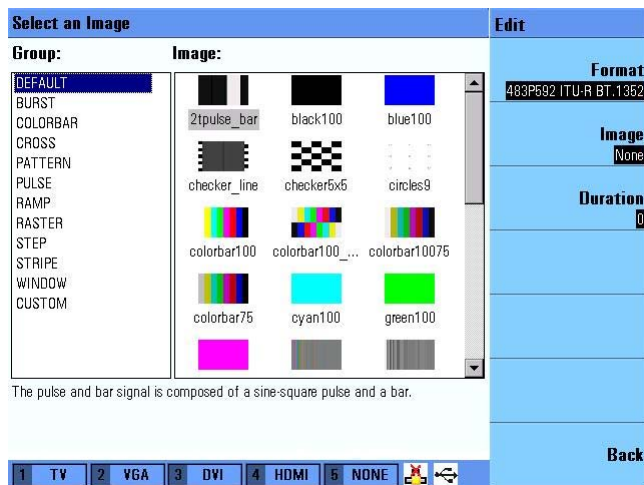 Select an Image
Edit
Group:
Image:
DEFAULT
BURST
COLORBAR
CROSS
PATTERN
PULSE
RAMP
RASTER
STEP
STRIPE
WINDOW
CUSTOM
2tpulse_bar
black100
blue100
checker_line
checker5x5
circles9
colorbar100
colorbar100_...
colorbar10075
colorbar75
cyan100
green100
The pulse and bar signal is composed of a sine-square pulse and a bar.
Format
483P592 ITU-R BT.1352
Image
None
Duration
0
Back
1 TV
2 VGA
3 DVI
4 HDMI
5 NONE